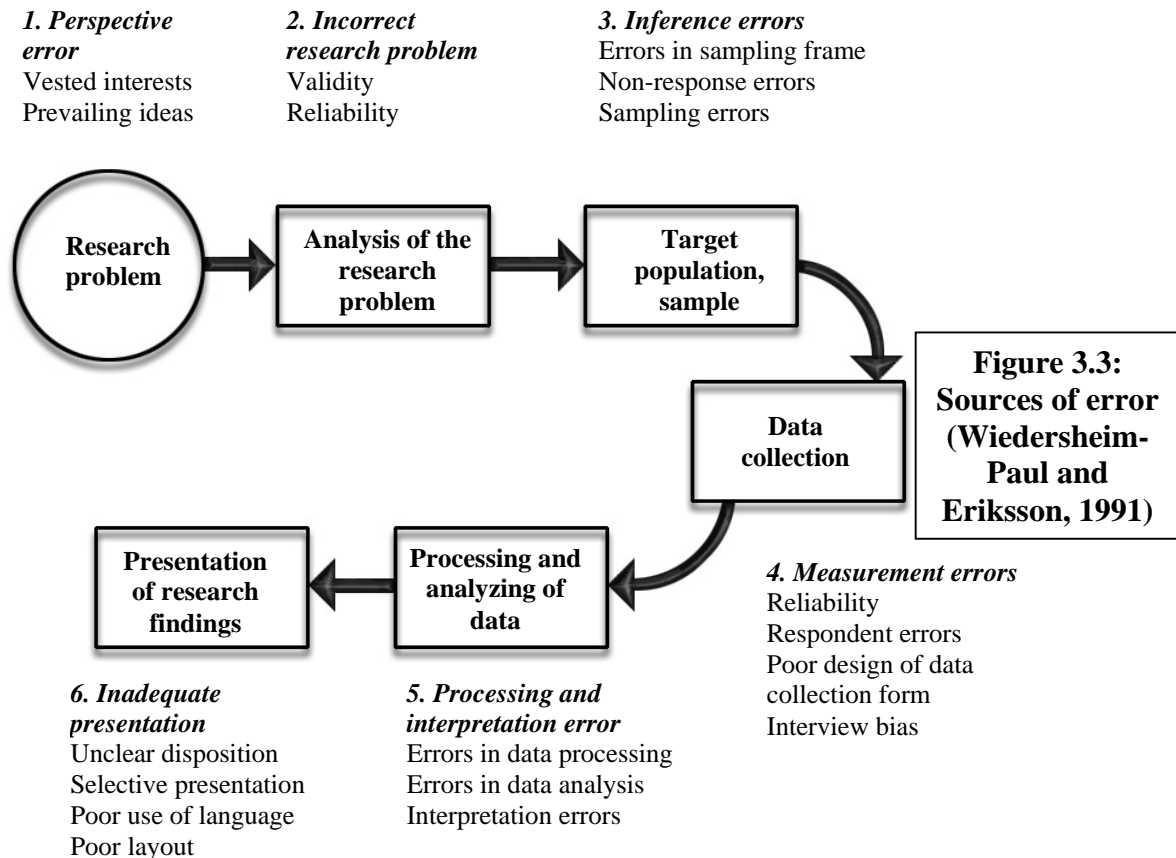 1. Perspective
error
Vested interests
Prevailing ideas
2. Incorrect
research problem
Validity
Reliability
3. Inference errors
Errors in sampling frame
Non-response errors
Sampling errors
Research
problem
Analysis of the
research
problem
Target
population,
sample
Data
collection
Figure 3.3:
Sources of error
(Wiedersheim-
Paul and
Eriksson, 1991)
Presentation
of research
findings
Processing and
analyzing of
data
4. Measurement errors
Reliability
Respondent errors
Poor design of data
collection form
Interview bias
6. Inadequate
presentation
Unclear disposition
Selective presentation
Poor use of language
Poor layout
5. Processing and
interpretation error
Errors in data processing
Errors in data analysis
Interpretation errors